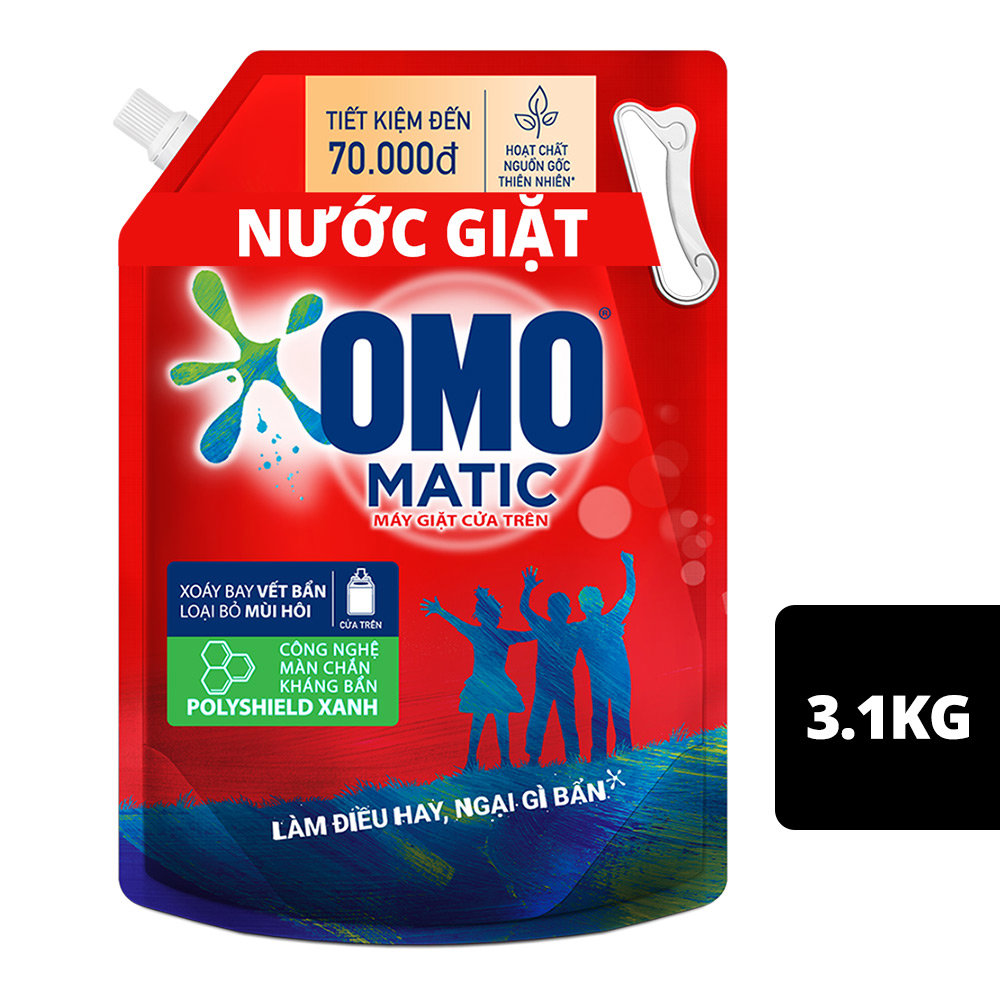 TIẾT KIỆM ĐẾN
70.000đ
HOẠT CHẤT
NGUỒN GỐC
THIÊN NHIÊN*
NƯỚC GIẶT
OMO®
MATIC
MÁY GIẶT CỬA TRÊN
XOÁY BAY VẾT BẨN
LOẠI BỎ MÙI HÔI
CỬA TRÊN
CÔNG NGHỆ
MÀN CHẮN
KHÁNG BẨN
POLYSHIELD XANH
LÀM ĐIỀU HAY, NGẠI GÌ BẨN
3.1KG